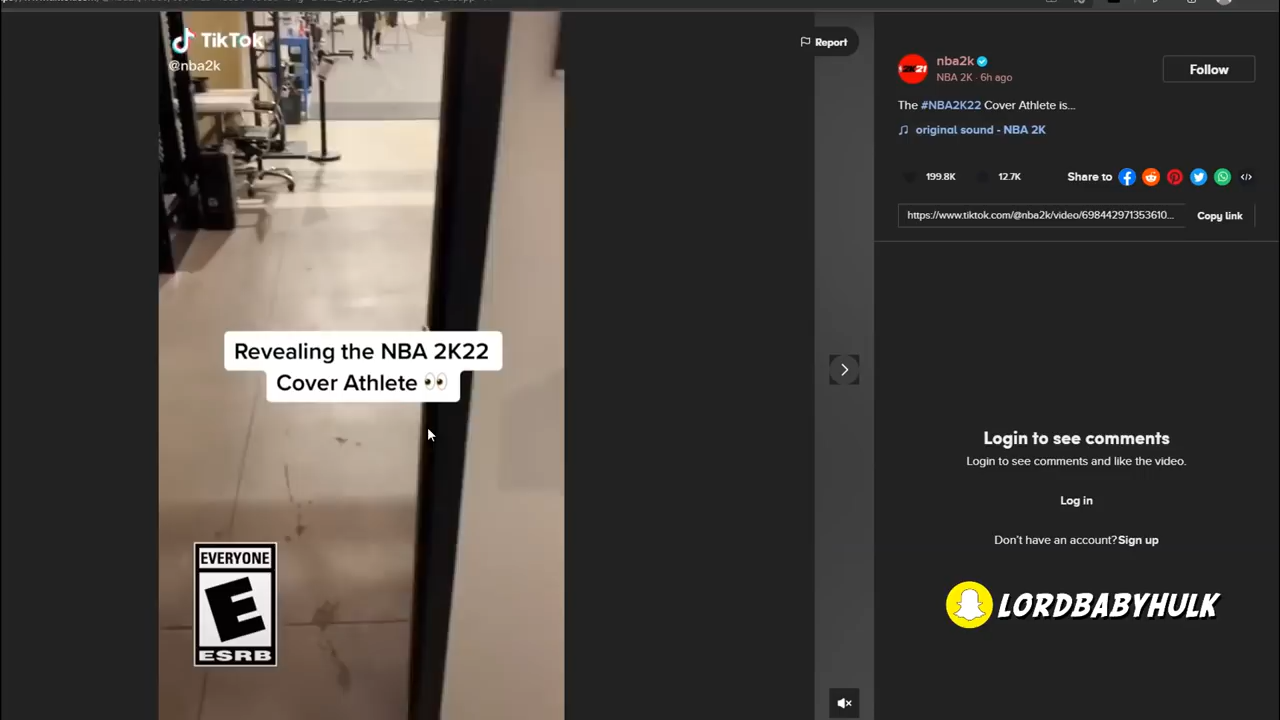 TikTok
@nba2k
Revealing the NBA 2K22
Cover Athlete 👀
EVERYONE
E
ESRB
Report
2K21
nba2k
NBA 2K · 6h ago
Follow
The #NBA2K22 Cover Athlete is...
original sound - NBA 2K
199.8K
12.7K
Share to
https://www.tiktok.com/@nba2k/video/698442971353610...
Copy link
Login to see comments
Login to see comments and like the video.
Log in
Don't have an account? Sign up
LORDBABYHULK